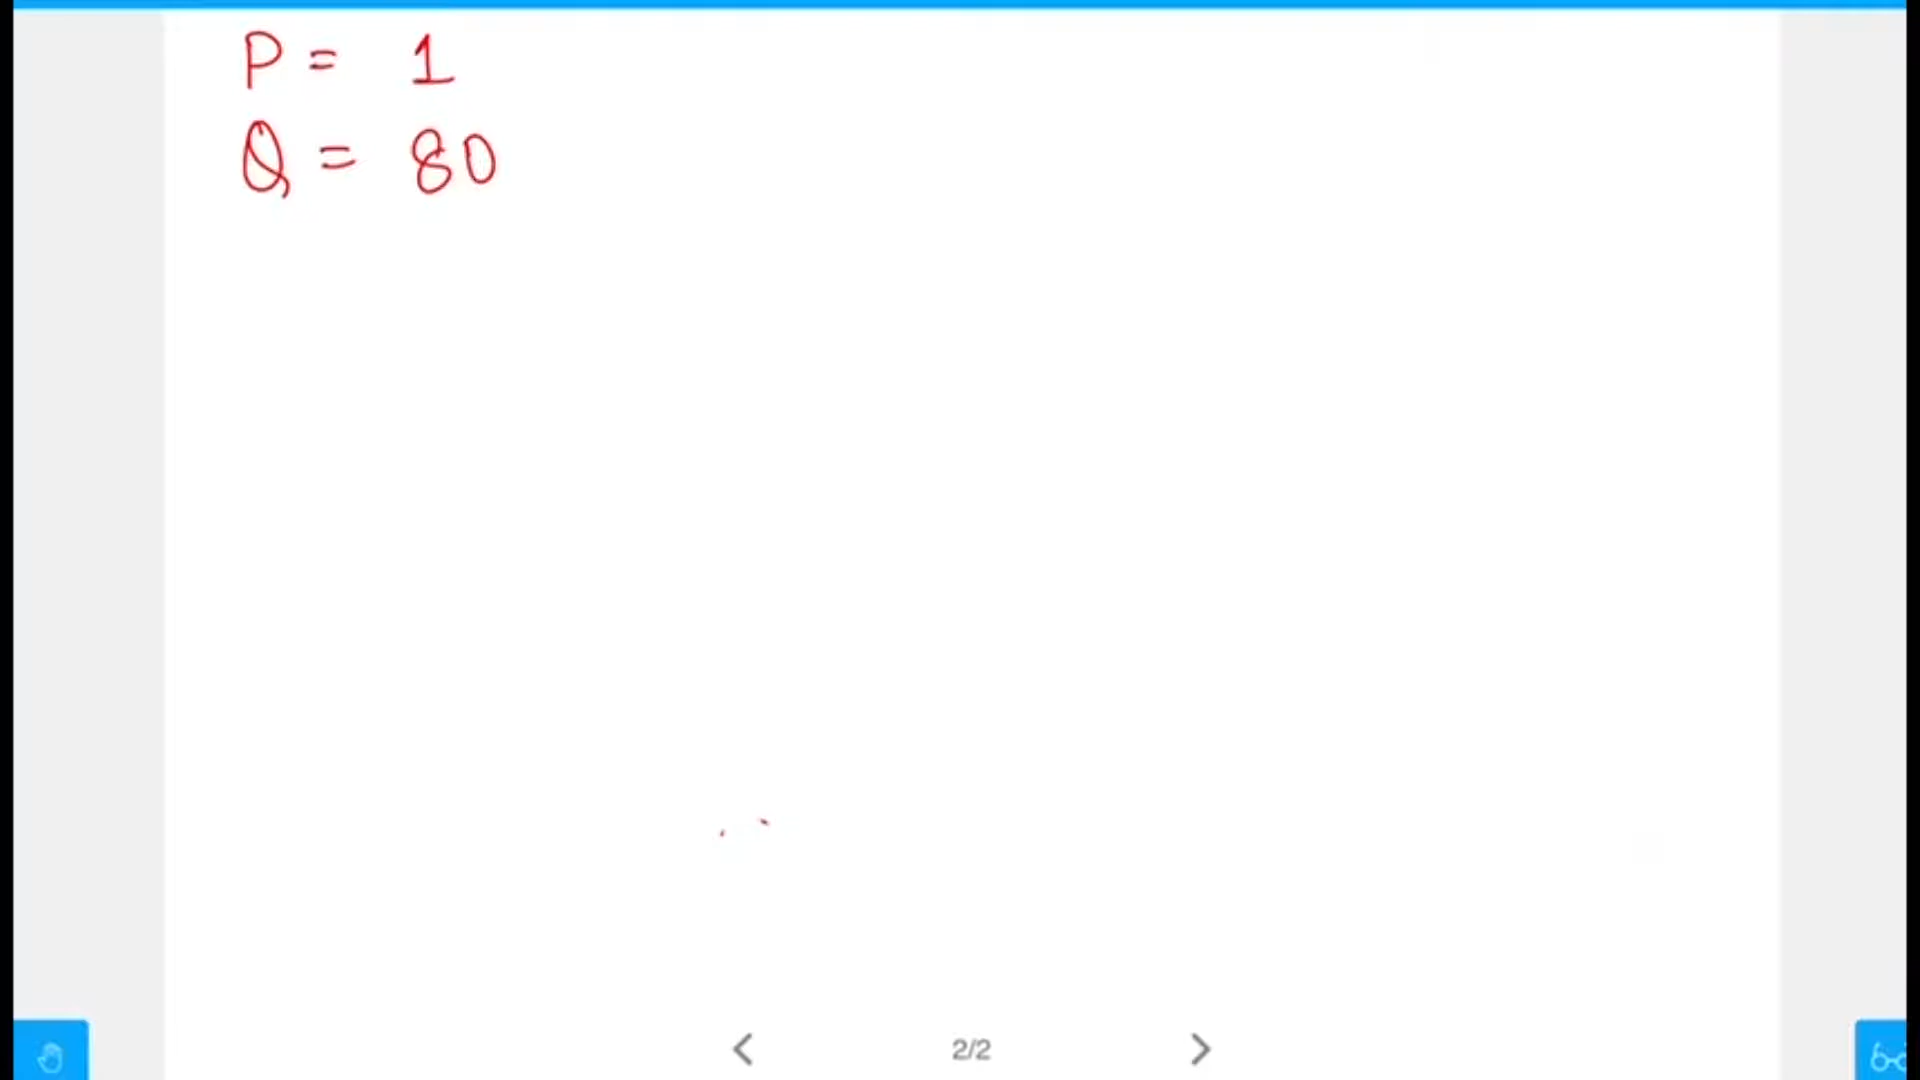 P = 1
Q = 80
2/2